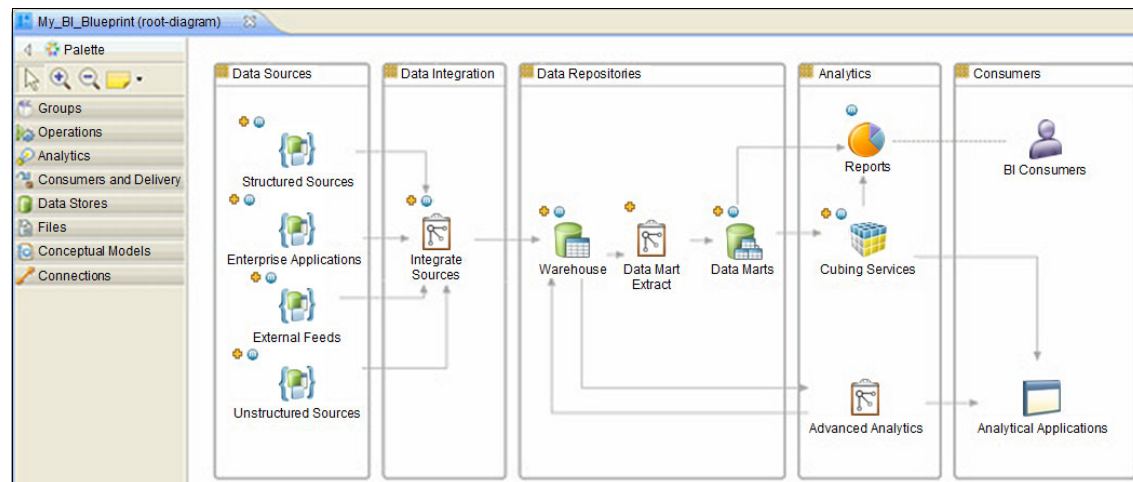 My_BI_Blueprint (root-diagram)
Palette
Groups
Operations
Analytics
Consumers and Delivery
Data Stores
Files
Conceptual Models
Connections
Data Sources
Structured Sources
Enterprise Applications
External Feeds
Unstructured Sources
Data Integration
Integrate
Sources
Data Repositories
Warehouse
Data Mart
Extract
Data Marts
Analytics
Reports
Cubing Services
Advanced Analytics
Consumers
BI Consumers
Analytical Applications